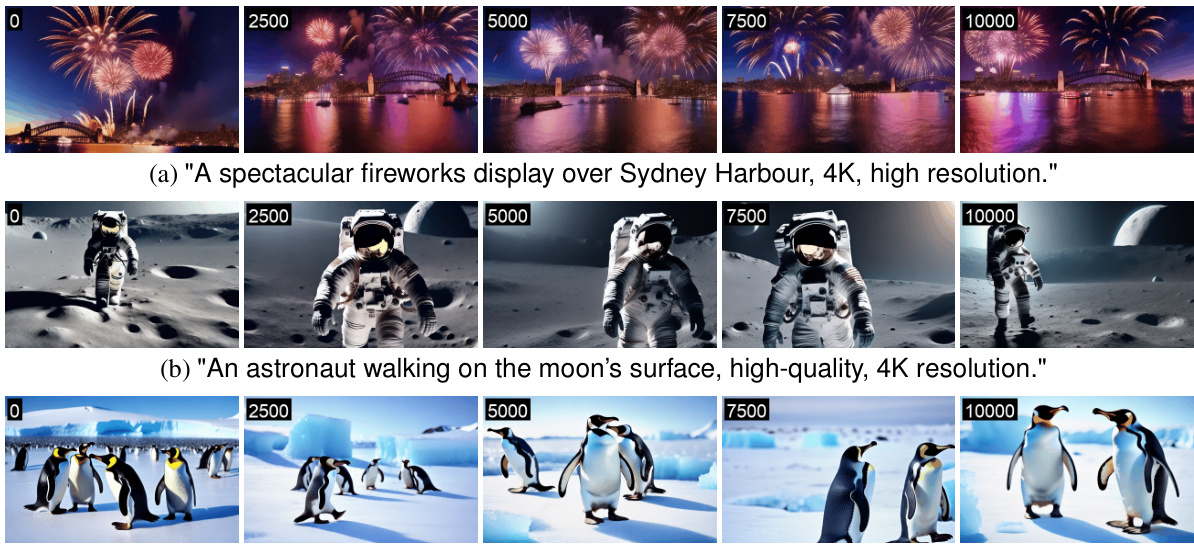 0 2500 5000 7500 10000
(a) "A spectacular fireworks display over Sydney Harbour, 4K, high resolution."
0 2500 5000 7500 10000
(b) "An astronaut walking on the moon's surface, high-quality, 4K resolution."
0 2500 5000 7500 10000